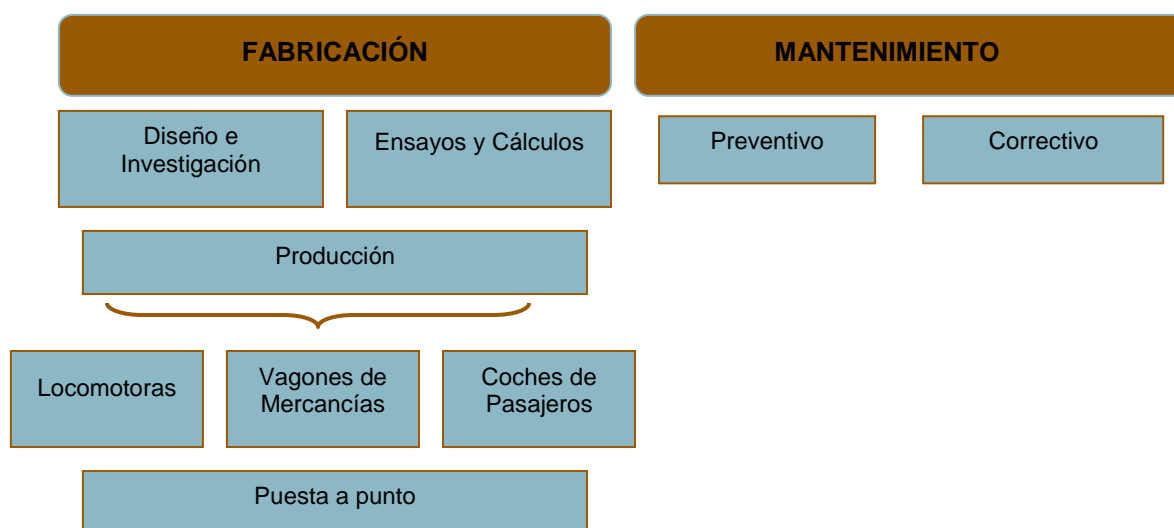 FABRICACIÓN
MANTENIMIENTO
Diseño e
Investigación
Ensayos y Cálculos
Preventivo
Correctivo
Producción
Locomotoras
Vagones de
Mercancías
Coches de
Pasajeros
Puesta a punto